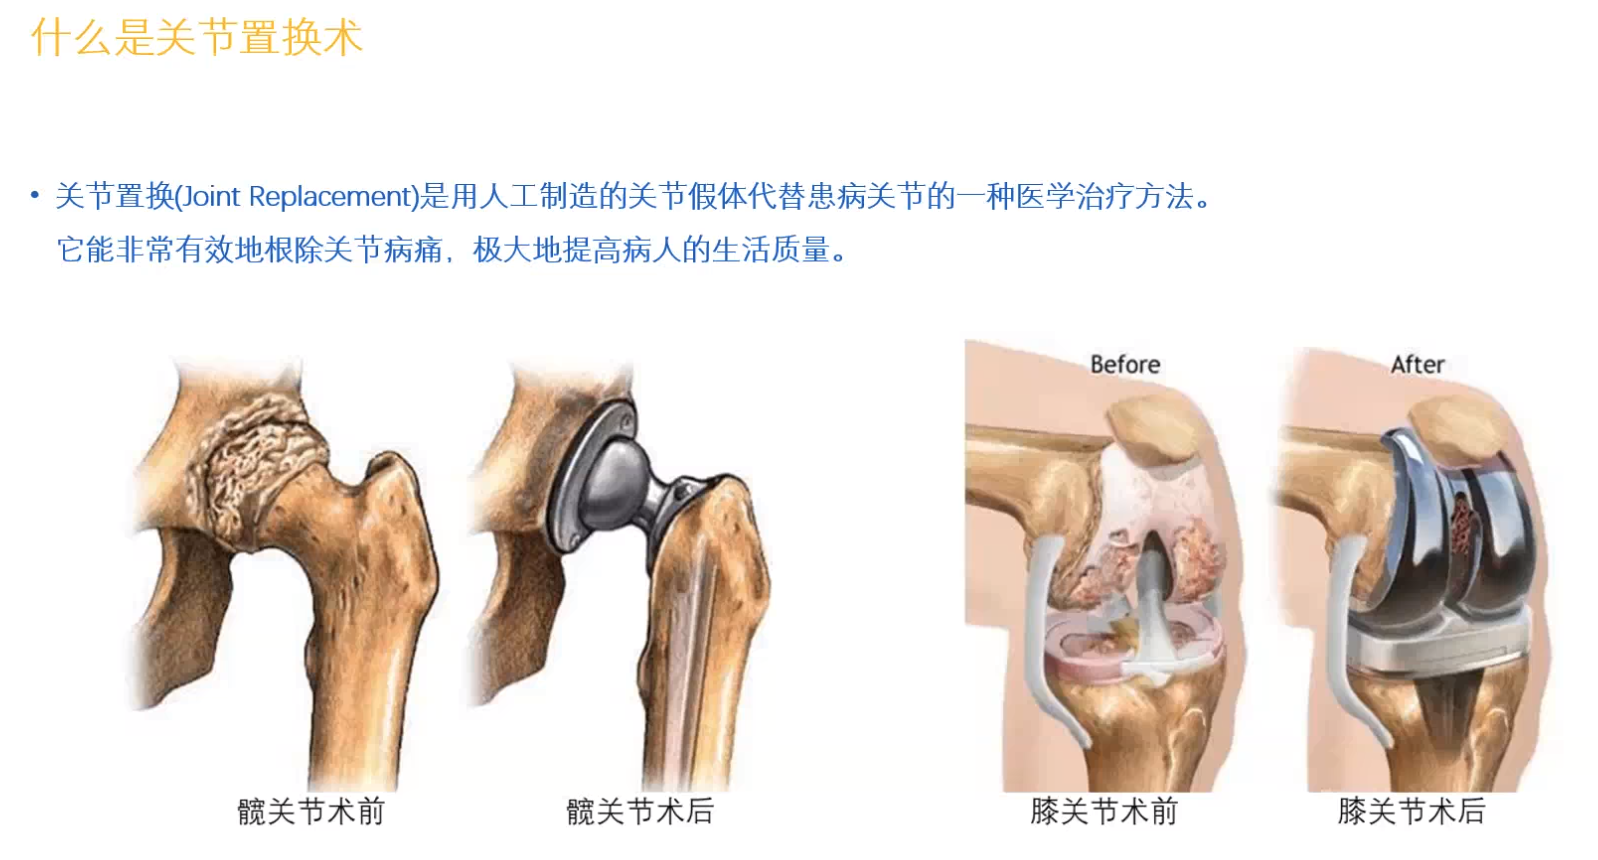 什么是关节置换术
• 关节置换(Joint Replacement)是用人工制造的关节假体代替患病关节的一种医学治疗方法。
它能非常有效地根除关节病痛，极大地提高病人的生活质量。
Before
After
髋关节术前
髋关节术后
膝关节术前
膝关节术后